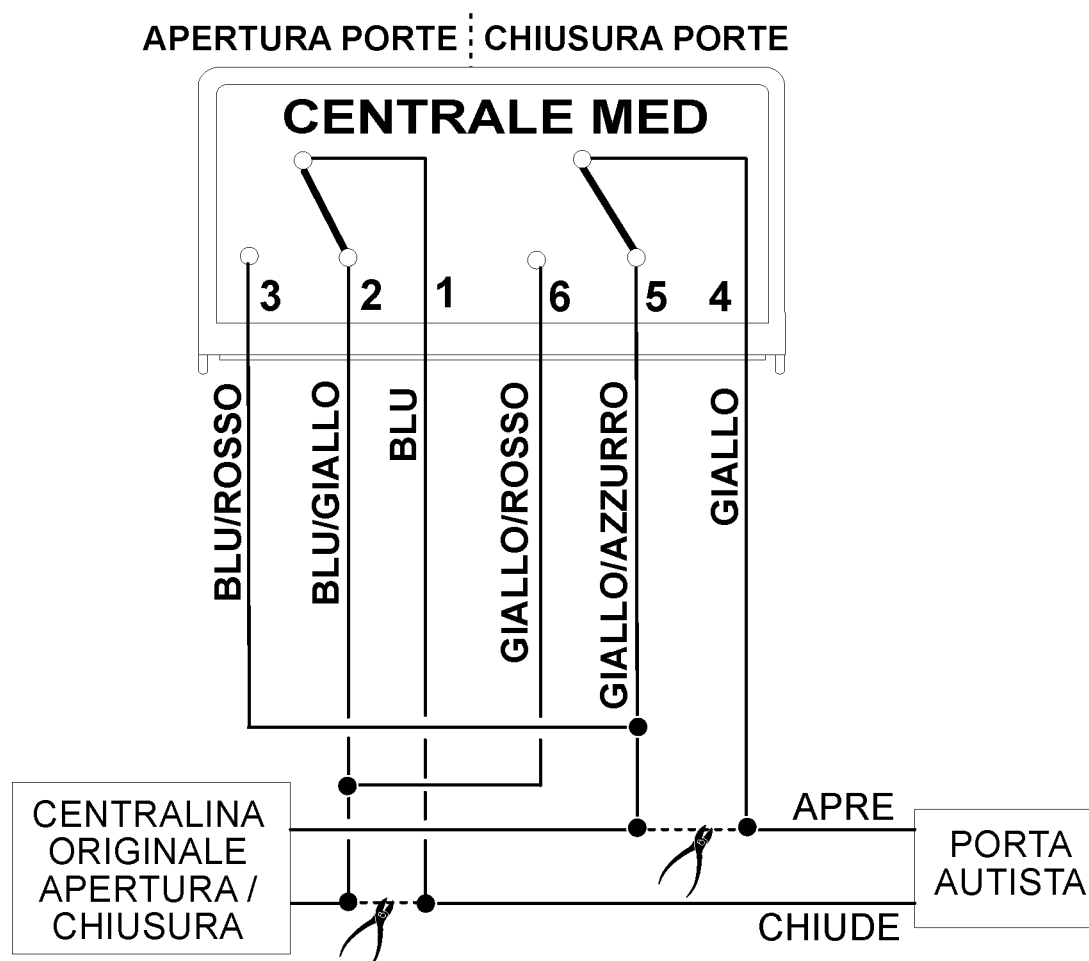 APERTURA PORTE CHIUSURA PORTE
CENTRALE MED
3 2 1 6 5 4
BLU/ROSSO
BLU/GIALLO
BLU
GIALLO/ROSSO
GIALLO/AZZURRO
GIALLO
CENTRALINA
ORIGINALE
APERTURA /
CHIUSURA
APRE
CHIUDE
PORTA
AUTISTA